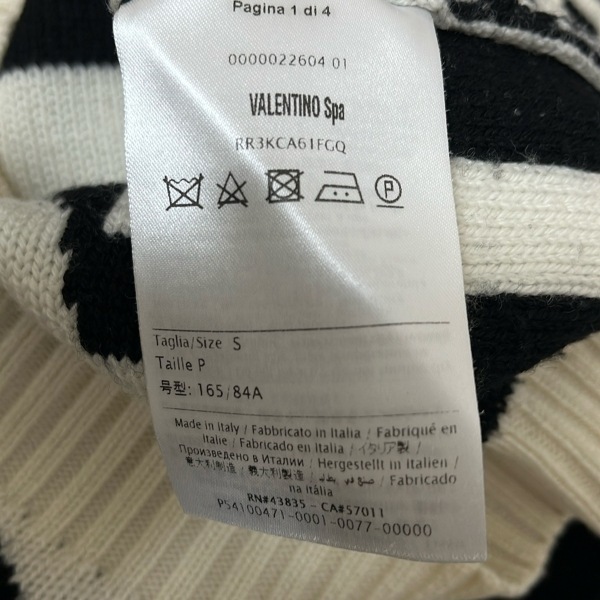 Pagina 1 di 4
0000022604 01
VALENTINO Spa
RR3KCA61FGQ
P
Taglia/Size S
Taille P
号型: 165/84A
Made in Italy / Fabbricato in Italia / Fabriqué en
Italie / Fabricado en Italia / イタリア製 /
Произведено в Италии / Hergestellt in Italien /
意大利制造 / 義大利製造 / / Fabricado
na itália
RN#43835 - CA#57011
P54100471-0001-0077-00000